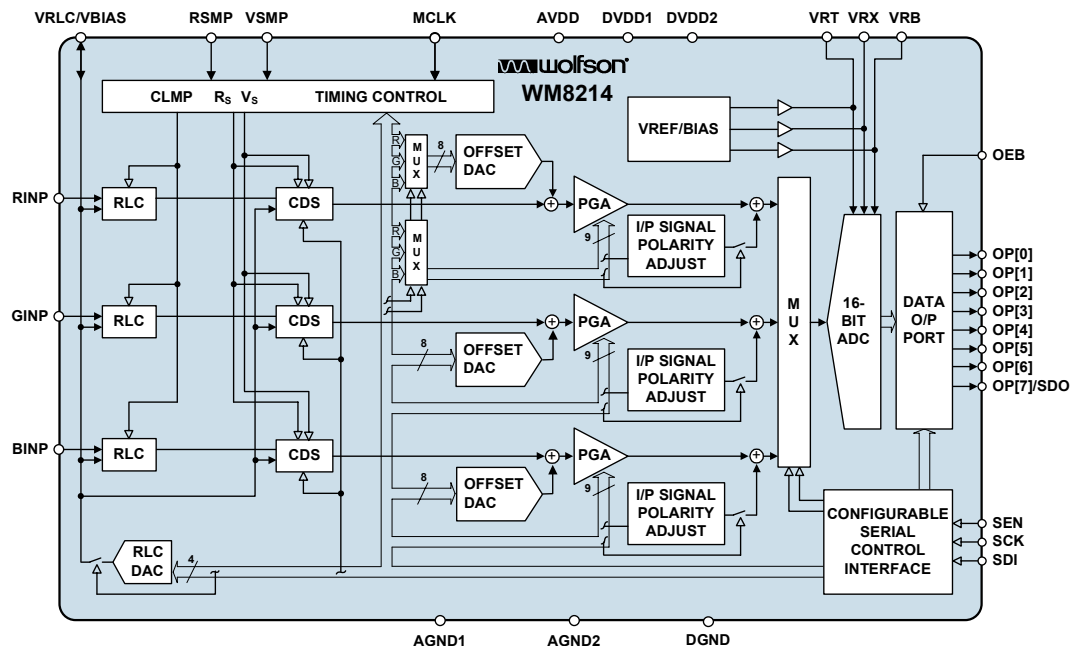 VRLC/VBIAS RSMP VSMP MCLK AVDD DVDD1 DVDD2 VRT VRX VRB
wolfson
WM8214
CLMP RS VS TIMING CONTROL
VREF/BIAS
OEB
R
G
B
MUX
8
OFFSET
DAC
RINP
RLC
CDS
+
PGA
9
+
I/P SIGNAL
POLARITY
ADJUST
R
G
B
MUX
GINP
RLC
CDS
+
PGA
9
+
8
OFFSET
DAC
I/P SIGNAL
POLARITY
ADJUST
BINP
RLC
CDS
+
PGA
9
+
8
OFFSET
DAC
I/P SIGNAL
POLARITY
ADJUST
MUX
16-
BIT
ADC
DATA
O/P
PORT
OP[0]
OP[1]
OP[2]
OP[3]
OP[4]
OP[5]
OP[6]
OP[7]/SDO
RLC
DAC
4
CONFIGURABLE
SERIAL
CONTROL
INTERFACE
SEN
SCK
SDI
AGND1 AGND2 DGND